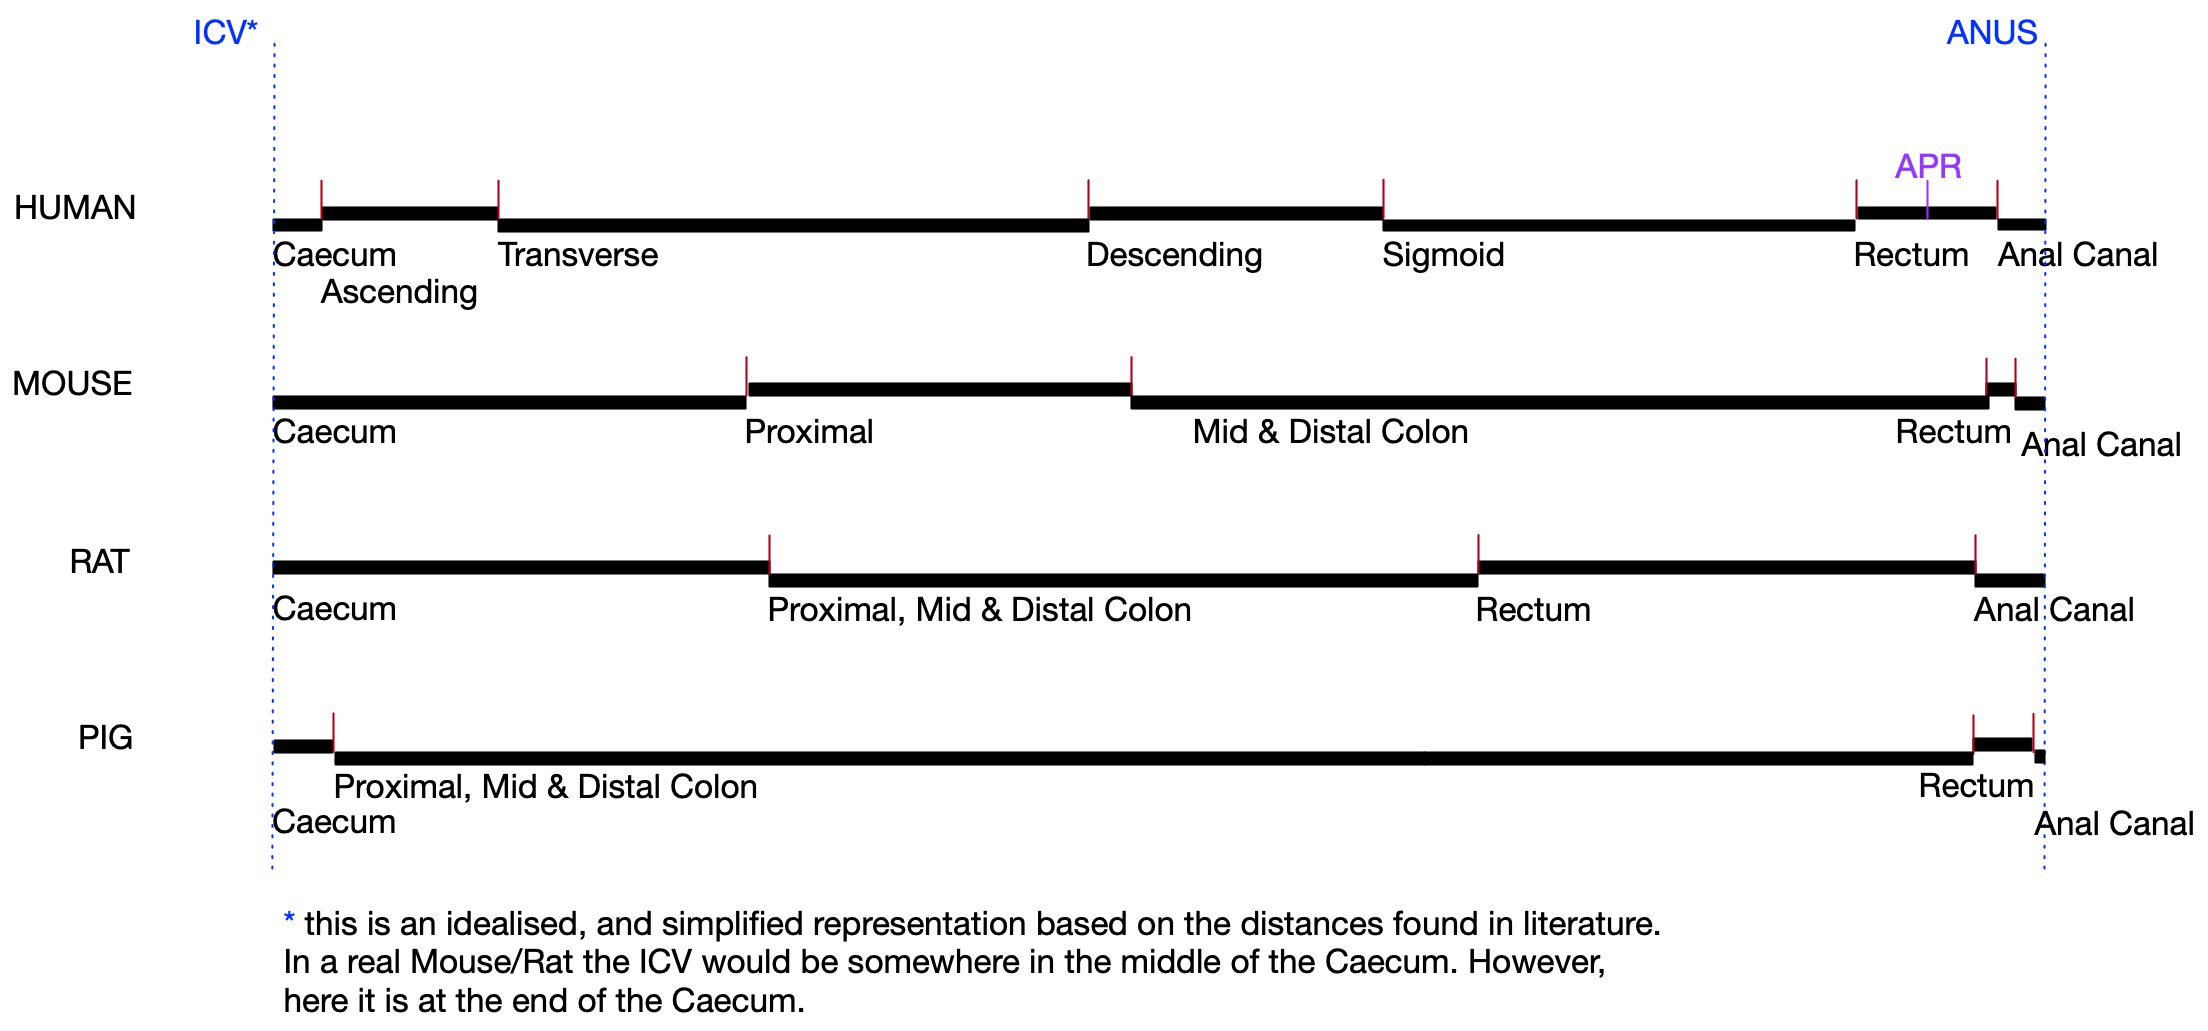 ICV*
ANUS
APR
HUMAN
Caecum
Transverse
Descending
Sigmoid
Rectum
Anal Canal
Ascending
MOUSE
Caecum
Proximal
Mid & Distal Colon
Rectum
Anal Canal
RAT
Caecum
Proximal, Mid & Distal Colon
Rectum
Anal Canal
PIG
Proximal, Mid & Distal Colon
Rectum
Caecum
Anal Canal
* this is an idealised, and simplified representation based on the distances found in literature.
In a real Mouse/Rat the ICV would be somewhere in the middle of the Caecum. However,
here it is at the end of the Caecum.